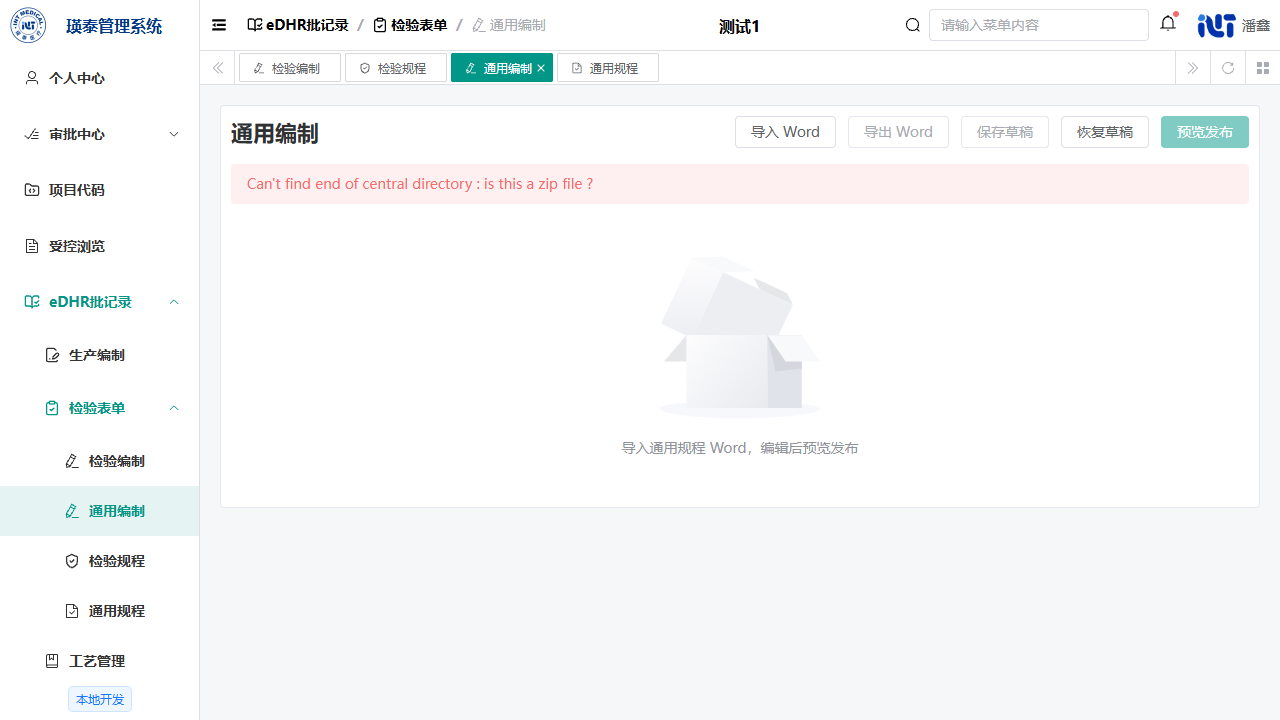 瑛泰管理系统
eDHR批记录 / 检验表单 / 通用编制
测试1
请输入菜单内容
潘鑫
个人中心
审批中心
项目代码
受控浏览
eDHR批记录
生产编制
检验表单
检验编制
通用编制
检验规程
通用规程
工艺管理
本地开发
检验编制
检验规程
通用编制
通用规程
通用编制
导入 Word
导出 Word
保存草稿
恢复草稿
预览发布
Can't find end of central directory : is this a zip file ?
导入通用规程 Word，编辑后预览发布